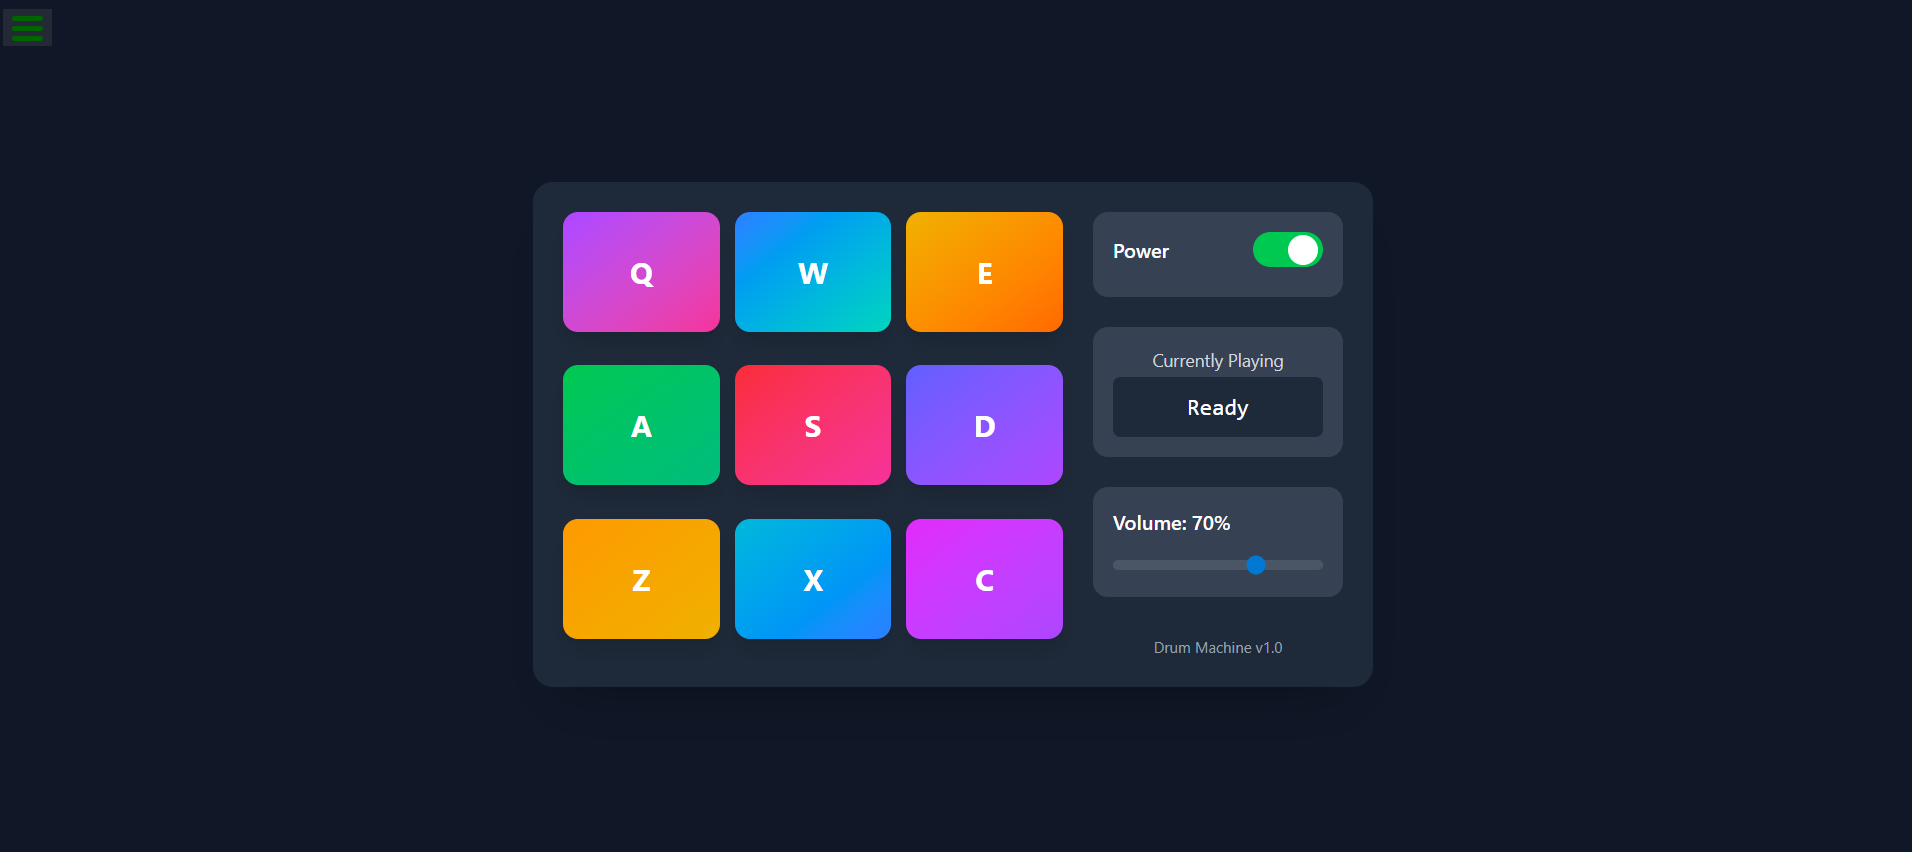 Q
W
E
A
S
D
Z
X
C
Power
Currently Playing
Ready
Volume: 70%
Drum Machine v1.0